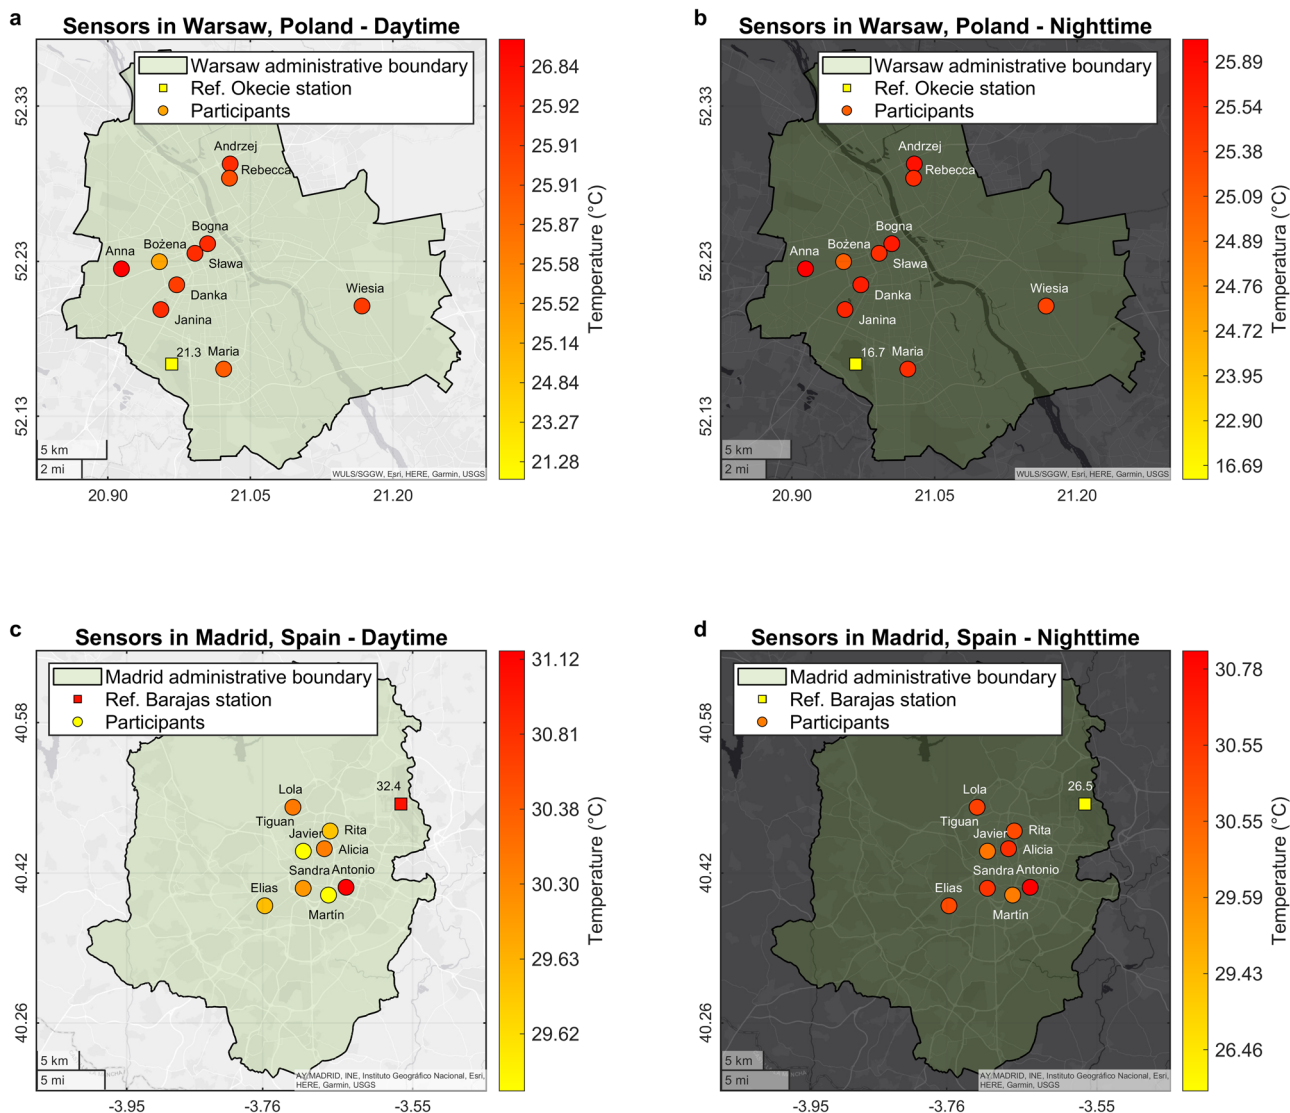 a
Sensors in Warsaw, Poland - Daytime
Warsaw administrative boundary
Ref. Okecie station
Participants
Andrzej
Rebecca
Bogna
Bożena
Anna
Sława
Danka
Wiesia
Janina
21.3
Maria
5 km
2 mi
WULS/SGGW, Esri, HERE, Garmin, USGS
52.33
52.23
52.13
20.90
21.05
21.20
26.84
25.92
25.91
25.91
25.87
25.58
25.52
25.14
24.84
23.27
21.28
Temperature (°C)
b
Sensors in Warsaw, Poland - Nighttime
Warsaw administrative boundary
Ref. Okecie station
Participants
Andrzej
Rebecca
Bogna
Bożena
Anna
Sława
Danka
Wiesia
Janina
16.7
Maria
5 km
2 mi
WULS/SGGW, Esri, HERE, Garmin, USGS
52.33
52.23
52.13
20.90
21.05
21.20
25.89
25.54
25.38
25.09
24.89
24.76
24.72
23.95
22.90
16.69
Temperatura (°C)
c
Sensors in Madrid, Spain - Daytime
Madrid administrative boundary
Ref. Barajas station
Participants
32.4
Lola
Tiguan
Javier
Rita
Alicia
Sandra
Antonio
Elias
Martín
5 km
5 mi
AY.MADRID, INE, Instituto Geográfico Nacional, Esri,
HERE, Garmin, USGS
40.58
40.42
40.26
-3.95
-3.76
-3.55
31.12
30.81
30.38
30.30
29.63
29.62
Temperature (°C)
d
Sensors in Madrid, Spain - Nighttime
Madrid administrative boundary
Ref. Barajas station
Participants
26.5
Lola
Tiguan
Javier
Rita
Alicia
Sandra
Antonio
Elias
Martín
5 km
5 mi
AY.MADRID, INE, Instituto Geográfico Nacional, Esri,
HERE, Garmin, USGS
40.58
40.42
40.26
-3.95
-3.76
-3.55
30.78
30.55
30.55
29.59
29.43
26.46
Temperature (°C)